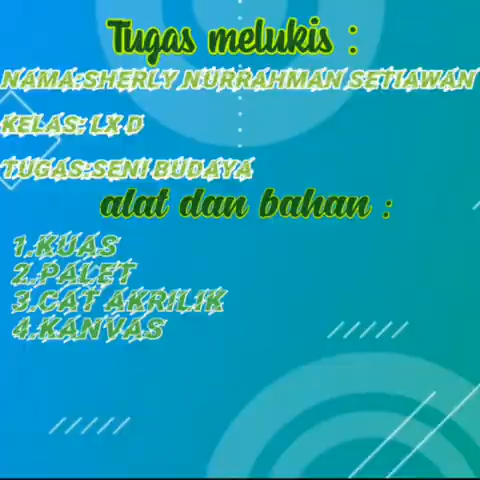 Tugas melukis :
NAMA:SHERLY NURRAHMAN SETIAWAN
KELAS: LX D
TUGAS:SENI BUDAYA
alat dan bahan :
1.KUAS
2.PALET
3.CAT AKRILIK
4.KANVAS